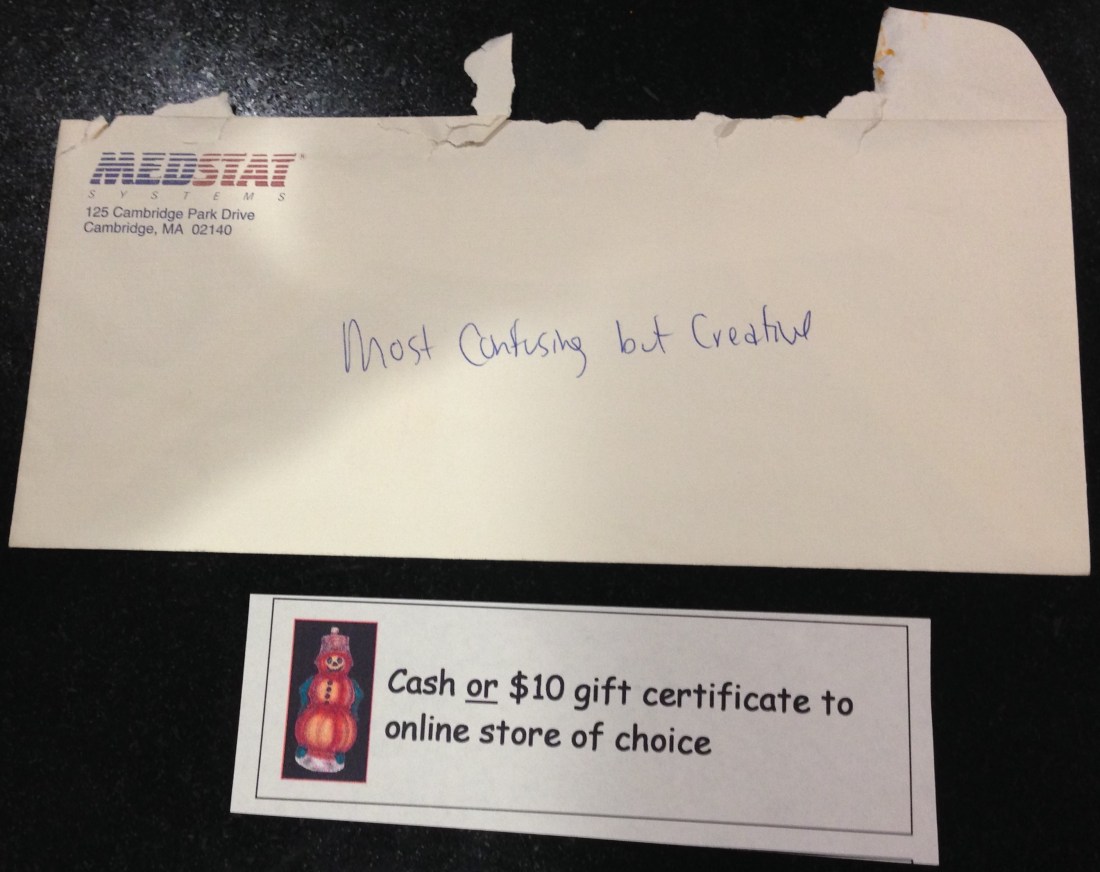 MEDSTAT®
SYSTEMS
125 Cambridge Park Drive
Cambridge, MA 02140
Most Confusing but Creative
Cash or $10 gift certificate to
online store of choice